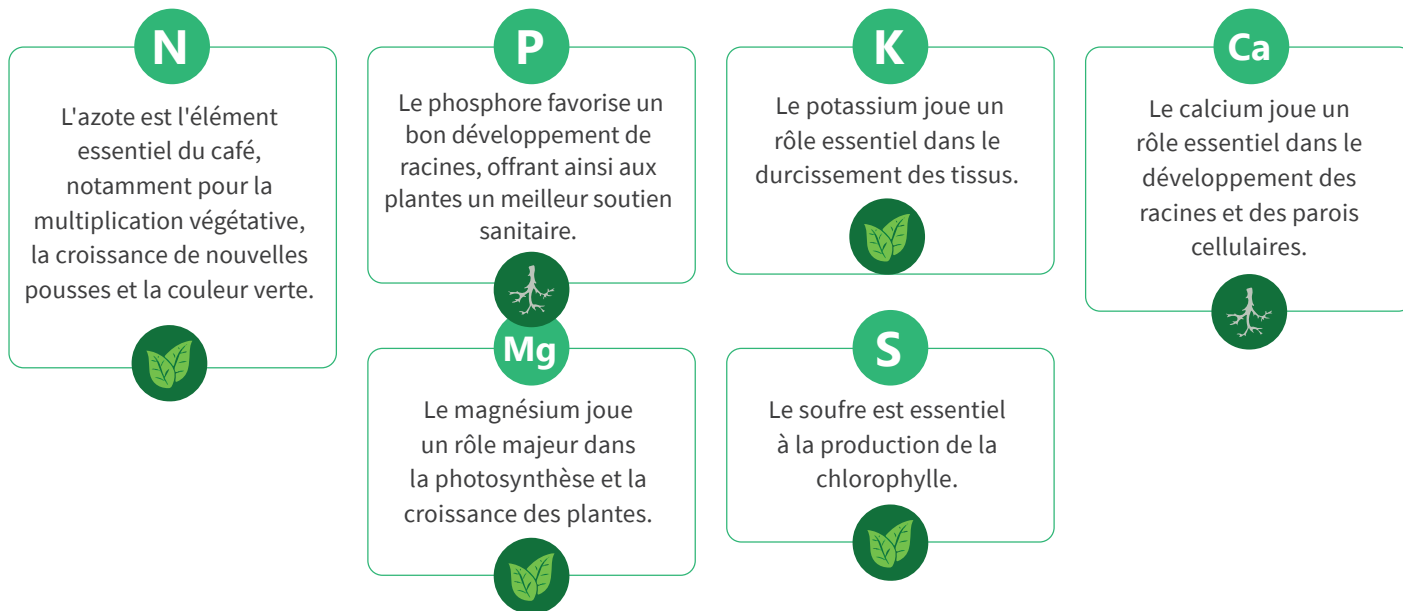 N
L'azote est l'élément
essentiel du café,
notamment pour la
multiplication végétative,
la croissance de nouvelles
pousses et la couleur verte.
P
Le phosphore favorise un
bon développement de
racines, offrant ainsi aux
plantes un meilleur soutien
sanitaire.
K
Le potassium joue un
rôle essentiel dans le
durcissement des tissus.
Ca
Le calcium joue un
rôle essentiel dans le
développement des
racines et des parois
cellulaires.
Mg
Le magnésium joue
un rôle majeur dans
la photosynthèse et la
croissance des plantes.
S
Le soufre est essentiel
à la production de la
chlorophylle.